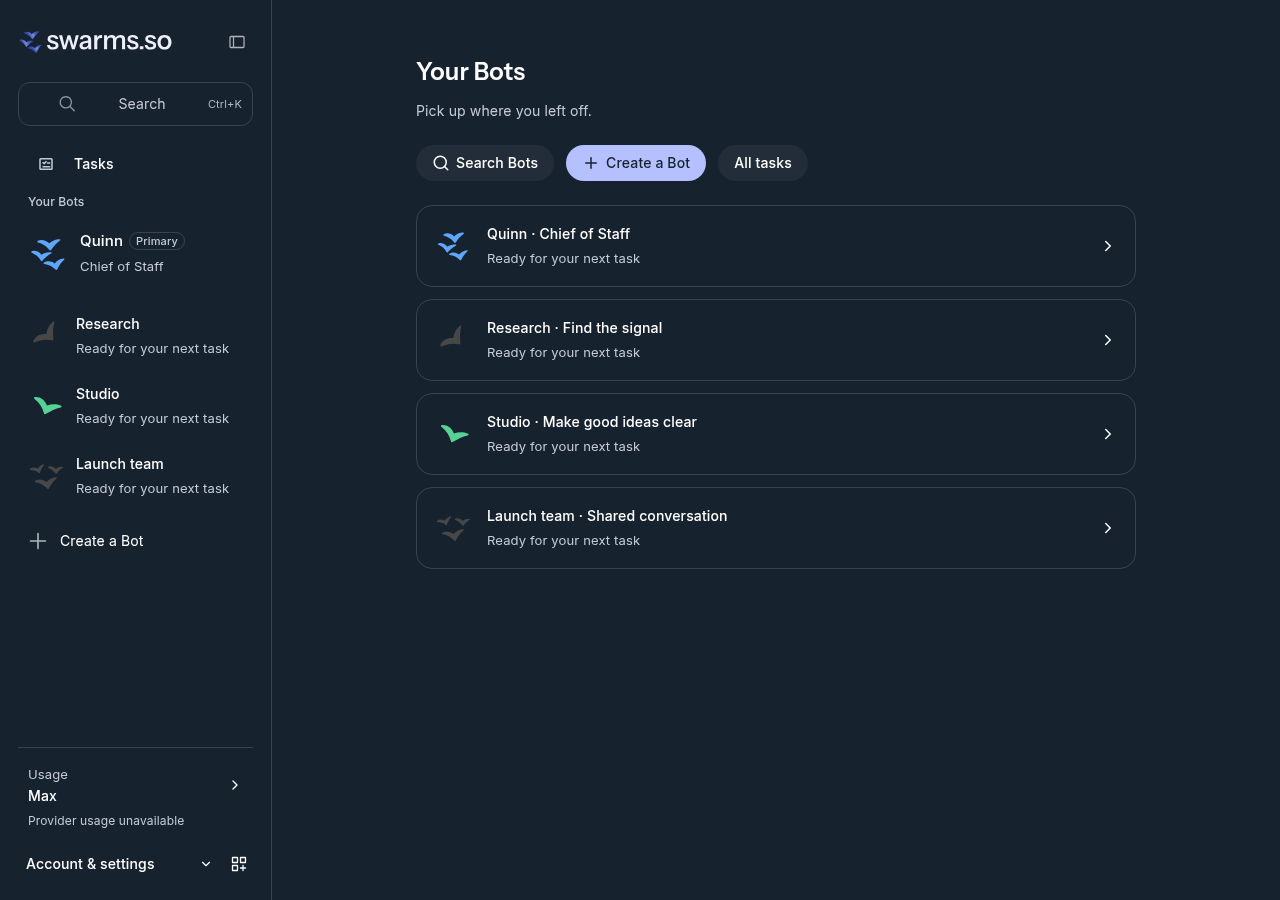 swarms.so
Search Ctrl+K
Tasks
Your Bots
Quinn Primary
Chief of Staff
Research
Ready for your next task
Studio
Ready for your next task
Launch team
Ready for your next task
Create a Bot
Usage
Max
Provider usage unavailable
Account & settings
Your Bots
Pick up where you left off.
Search Bots Create a Bot All tasks
Quinn · Chief of Staff
Ready for your next task
Research · Find the signal
Ready for your next task
Studio · Make good ideas clear
Ready for your next task
Launch team · Shared conversation
Ready for your next task